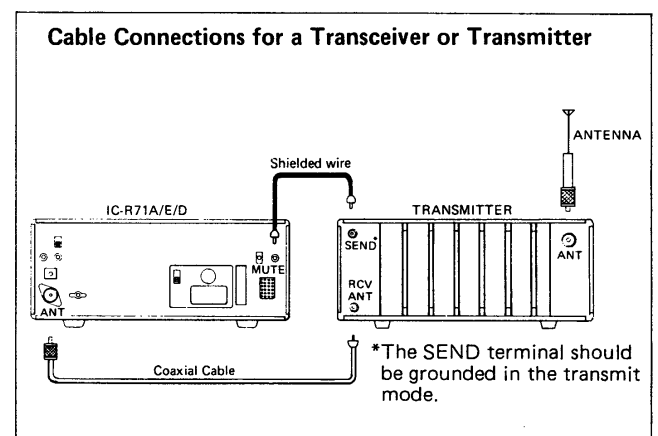 Cable Connections for a Transceiver or Transmitter
ANTENNA
Shielded wire
IC-R71A/E/D
TRANSMITTER
SEND*
MUTE
ANT
RCV
ANT
ANT
Coaxial Cable
*The SEND terminal should
be grounded in the transmit
mode.